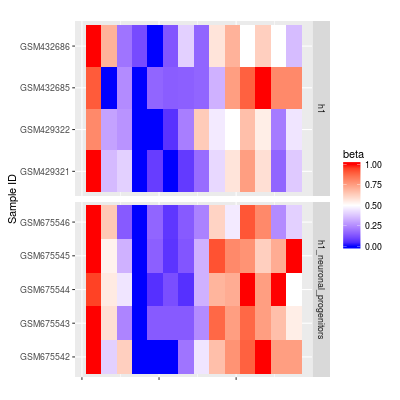 GSM432686
GSM432685
GSM429322
GSM429321
h1
GSM675546
GSM675545
GSM675544
GSM675543
GSM675542
h1_neuronal_progenitors
Sample ID
beta
1.00
0.75
0.50
0.25
0.00